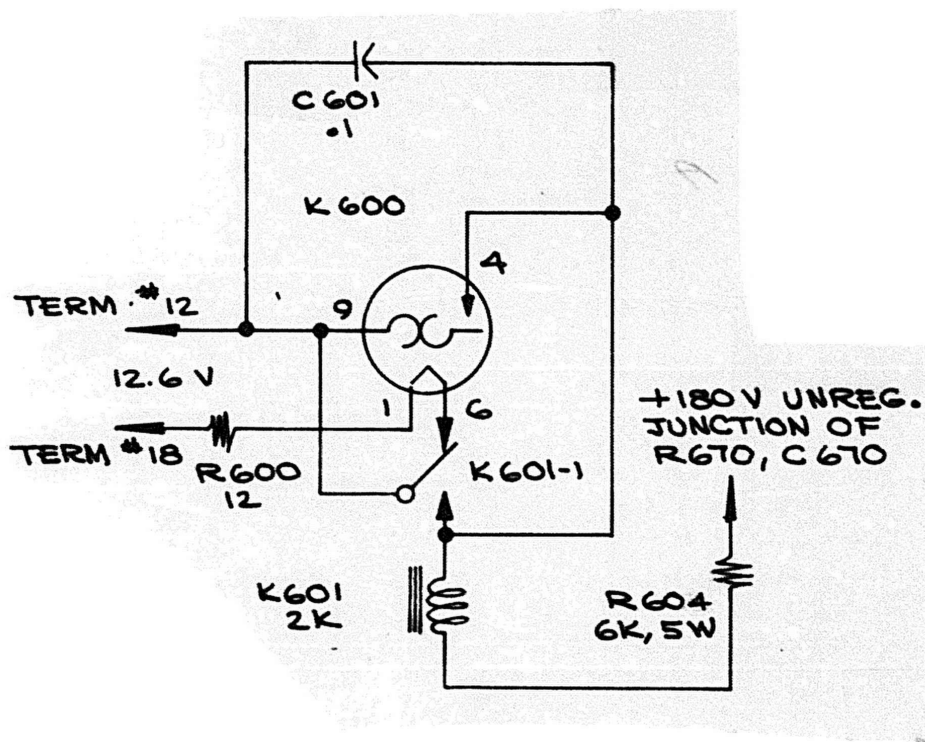 C601
.1
K600
4
TERM. #12
9
12.6 V
1
6
TERM #18
R600
12
K601-1
+180V UNREG.
JUNCTION OF
R670, C670
K601
2K
R604
6K, 5W